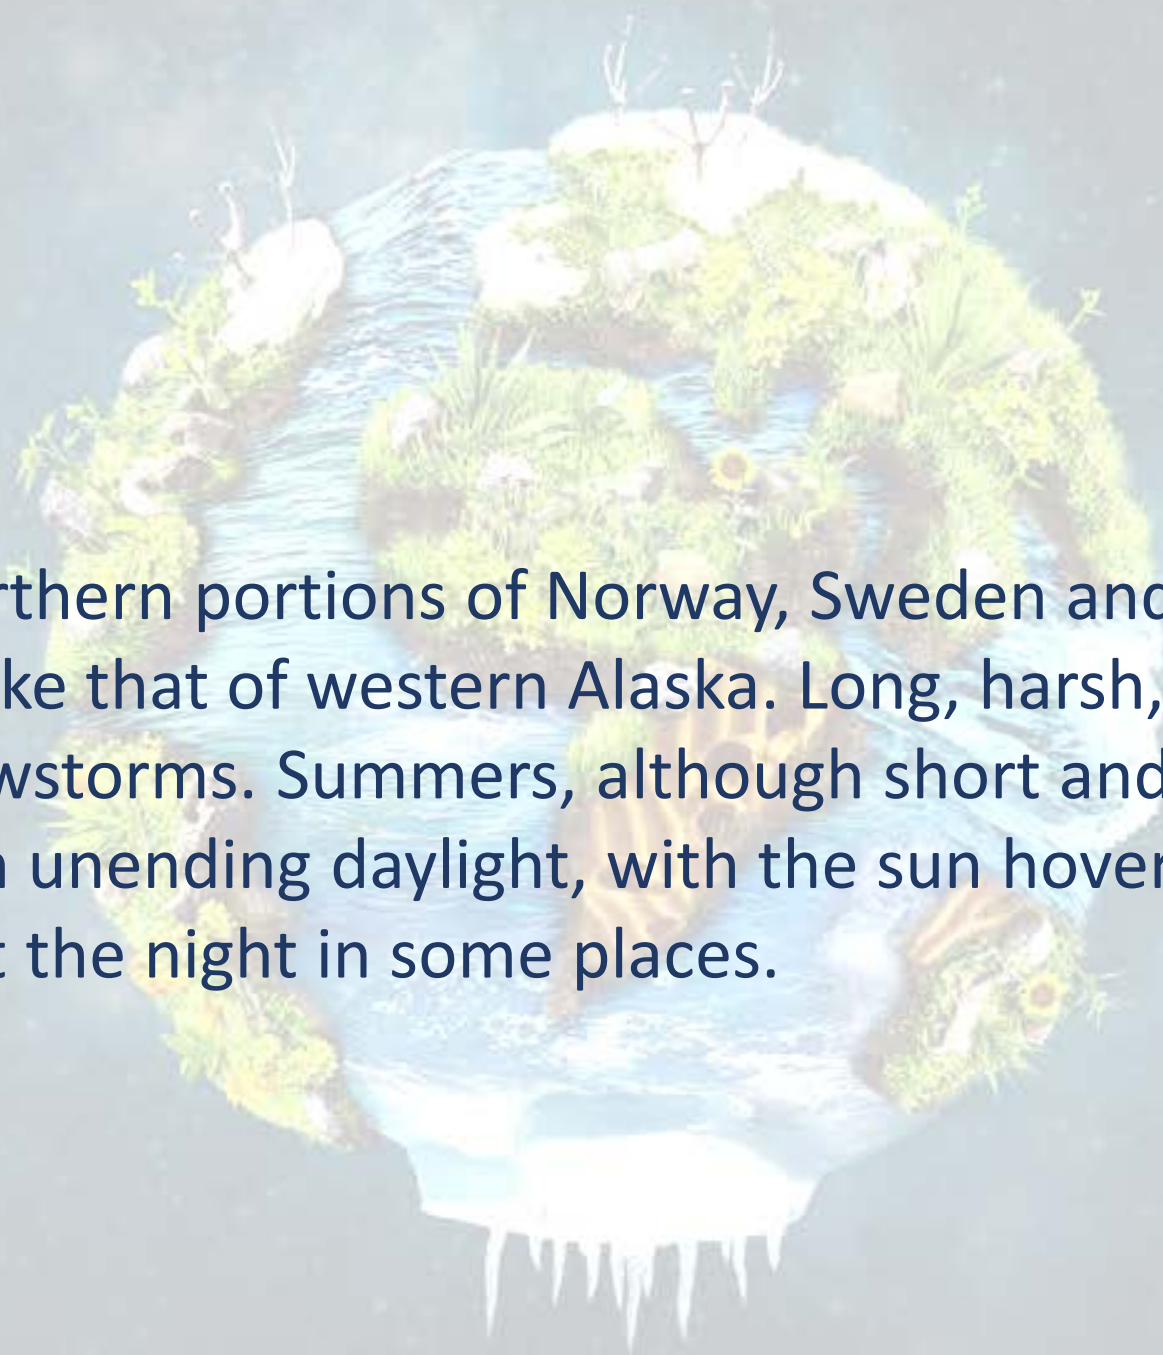 rthern portions of Norway, Sweden and
ke that of western Alaska. Long, harsh,
wstorms. Summers, although short and
n unending daylight, with the sun hover
t the night in some places.